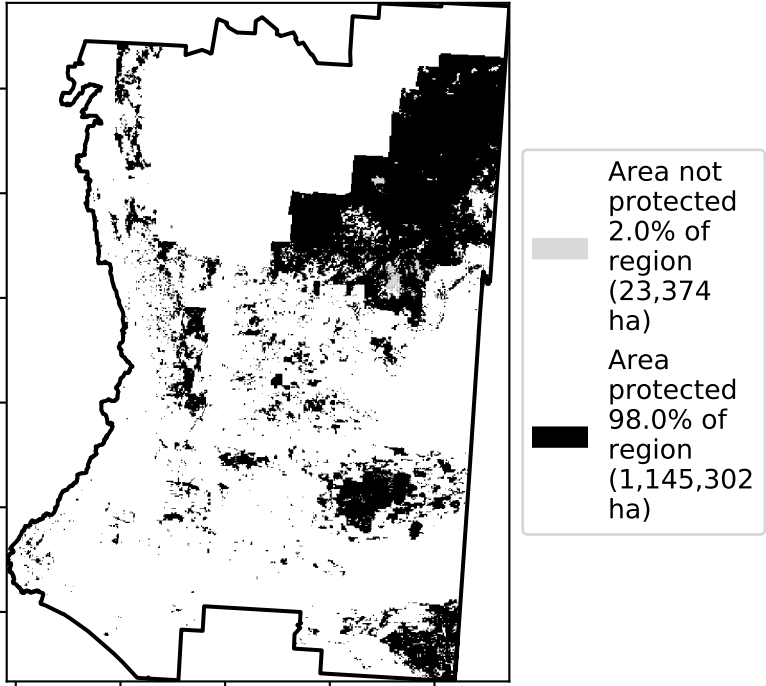 Area not
protected
2.0% of
region
(23,374
ha)
Area
protected
98.0% of
region
(1,145,302
ha)